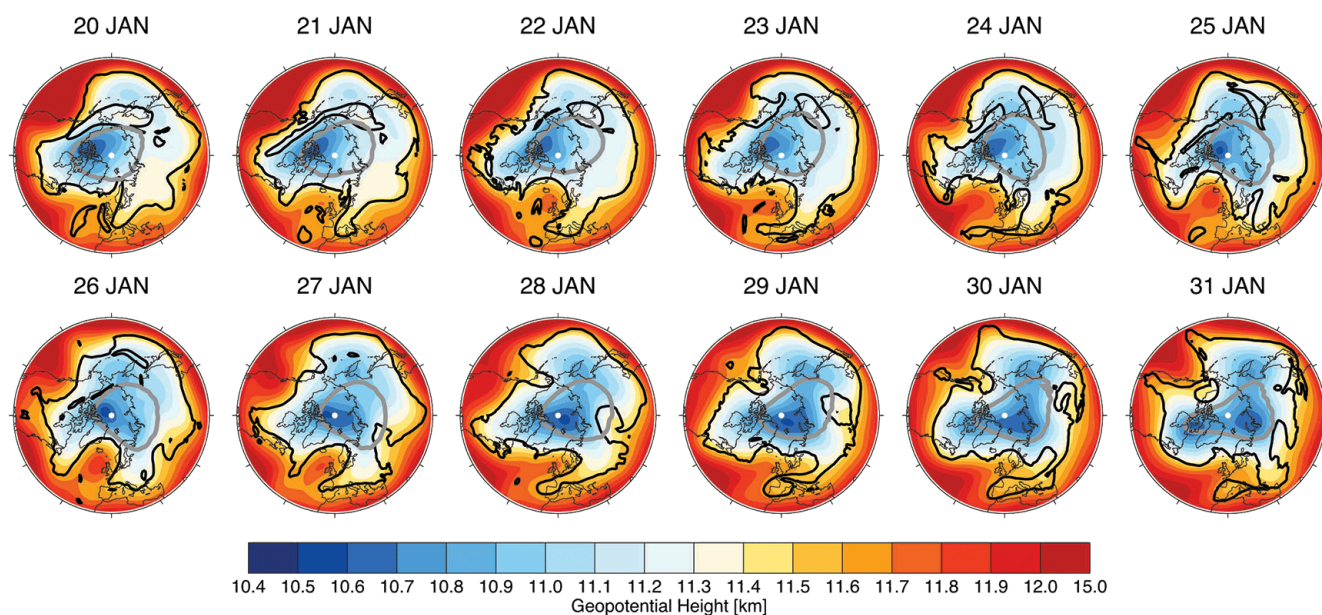 20 JAN 21 JAN 22 JAN 23 JAN 24 JAN 25 JAN
26 JAN 27 JAN 28 JAN 29 JAN 30 JAN 31 JAN
10.4 10.5 10.6 10.7 10.8 10.9 11.0 11.1 11.2 11.3 11.4 11.5 11.6 11.7 11.8 11.9 12.0 15.0
Geopotential Height [km]